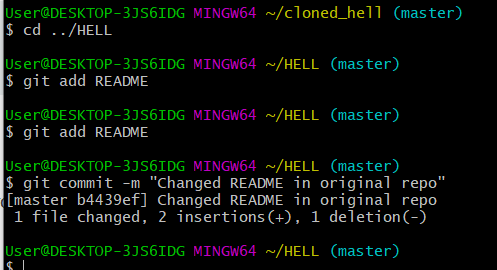 User@DESKTOP-3JS6IDG MINGW64 ~/cloned_hell (master)
$ cd ../HELL
User@DESKTOP-3JS6IDG MINGW64 ~/HELL (master)
$ git add README
User@DESKTOP-3JS6IDG MINGW64 ~/HELL (master)
$ git add README
User@DESKTOP-3JS6IDG MINGW64 ~/HELL (master)
$ git commit -m "Changed README in original repo"
[master b4439ef] Changed README in original repo
 1 file changed, 2 insertions(+), 1 deletion(-)
User@DESKTOP-3JS6IDG MINGW64 ~/HELL (master)
$